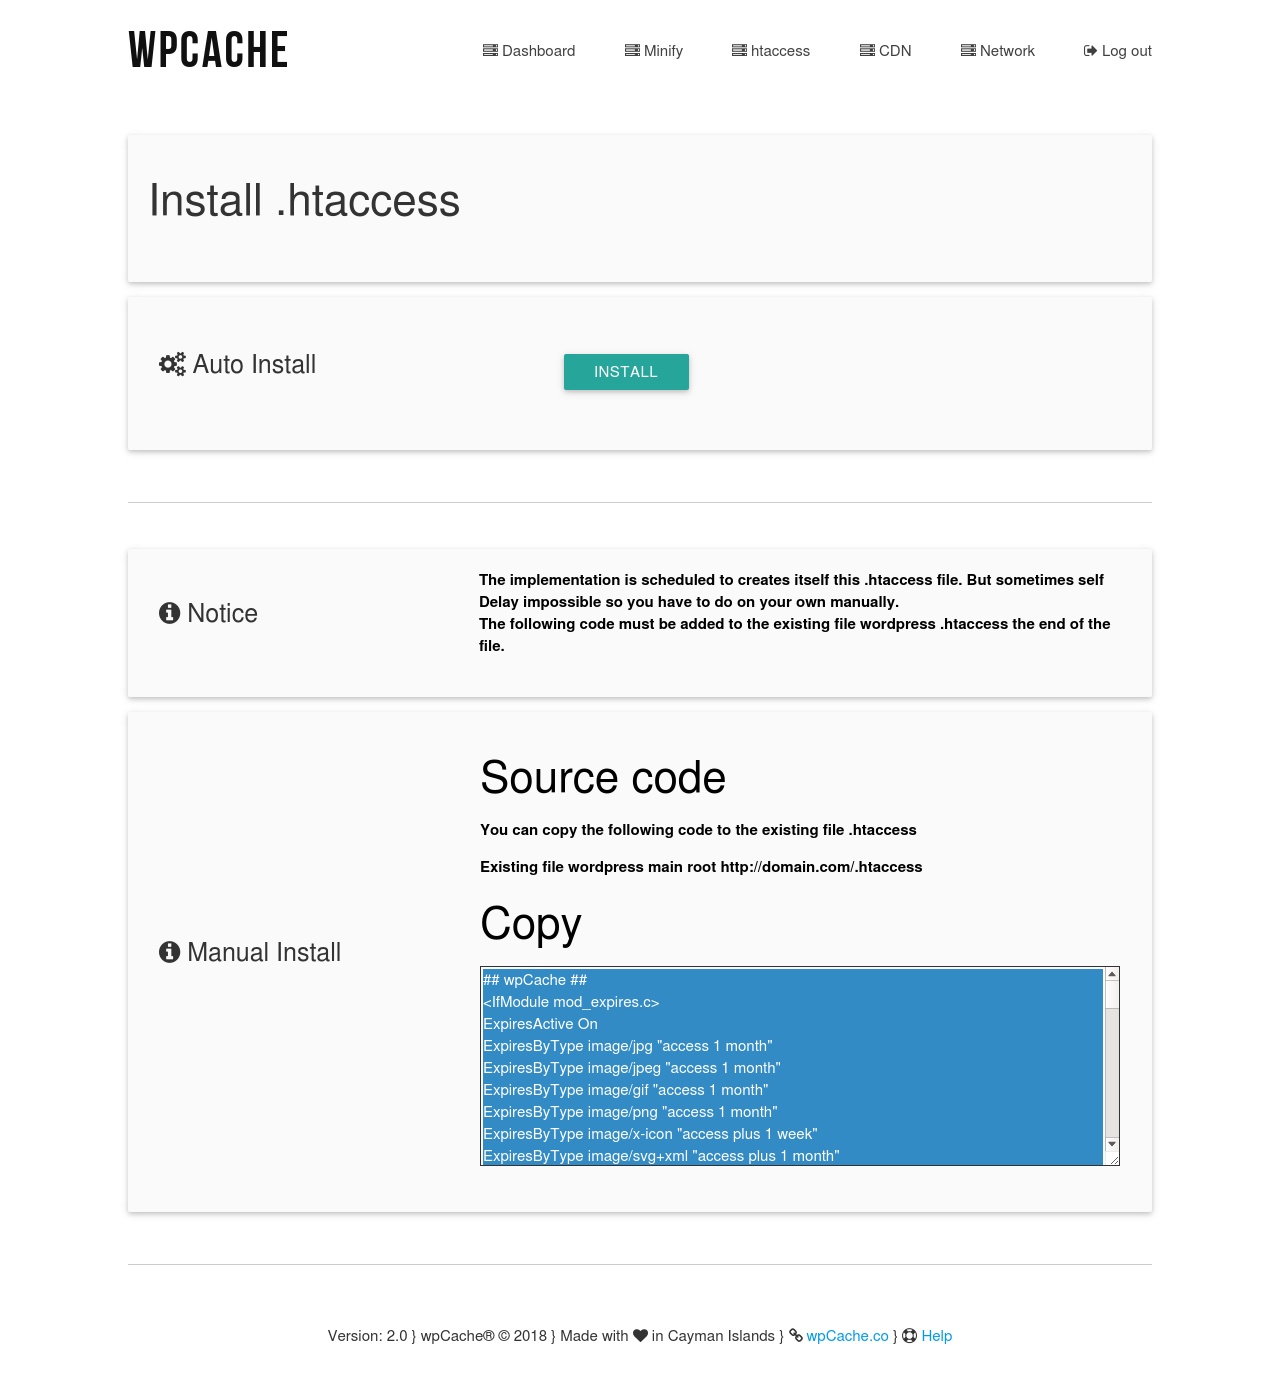 WPCACHE
Dashboard Minify htaccess CDN Network Log out
Install .htaccess
Auto Install
INSTALL
Notice
The implementation is scheduled to creates itself this .htaccess file. But sometimes self
Delay impossible so you have to do on your own manually.
The following code must be added to the existing file wordpress .htaccess the end of the
file.
Manual Install
Source code
You can copy the following code to the existing file .htaccess
Existing file wordpress main root http://domain.com/.htaccess
Copy
## wpCache ##
<IfModule mod_expires.c>
ExpiresActive On
ExpiresByType image/jpg "access 1 month"
ExpiresByType image/jpeg "access 1 month"
ExpiresByType image/gif "access 1 month"
ExpiresByType image/png "access 1 month"
ExpiresByType image/x-icon "access plus 1 week"
ExpiresByType image/svg+xml "access plus 1 month"
Version: 2.0 } wpCache® © 2018 } Made with ♥ in Cayman Islands } wpCache.co } Help